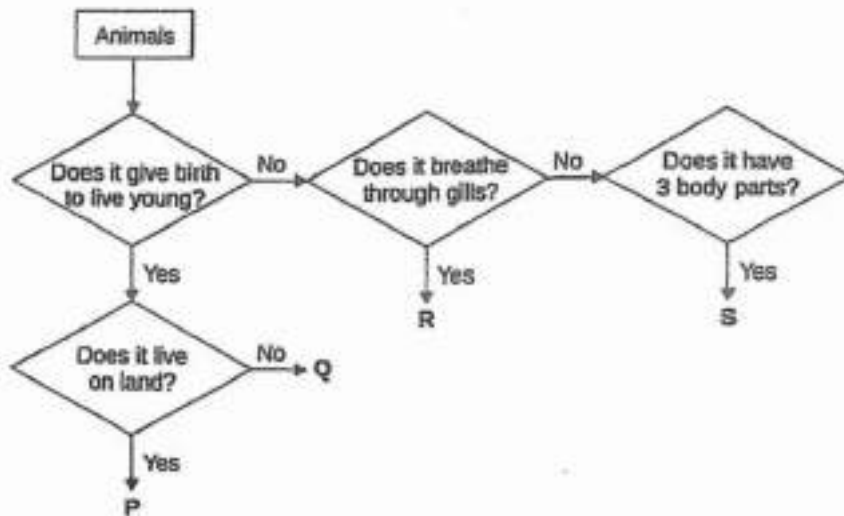 Animals
Does it give birth
to live young?
No
Does it breathe
through gills?
No
Does it have
3 body parts?
Yes
Yes
R
Yes
S
Does it live
on land?
No
Q
Yes
P